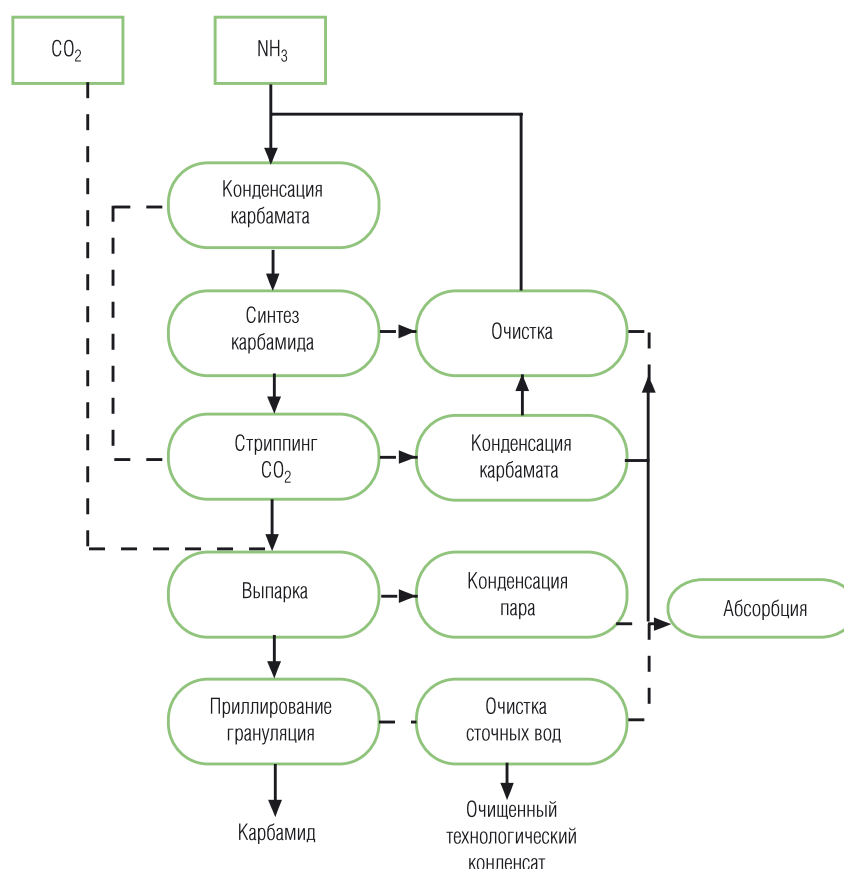 CO₂
NH₃
Конденсация
карбамата
Синтез
карбамида
Очистка
Стриппинг
CO₂
Конденсация
карбамата
Выпарка
Конденсация
пара
Абсорбция
Приллирование
грануляция
Очистка
сточных вод
Карбамид
Очищенный
технологический
конденсат